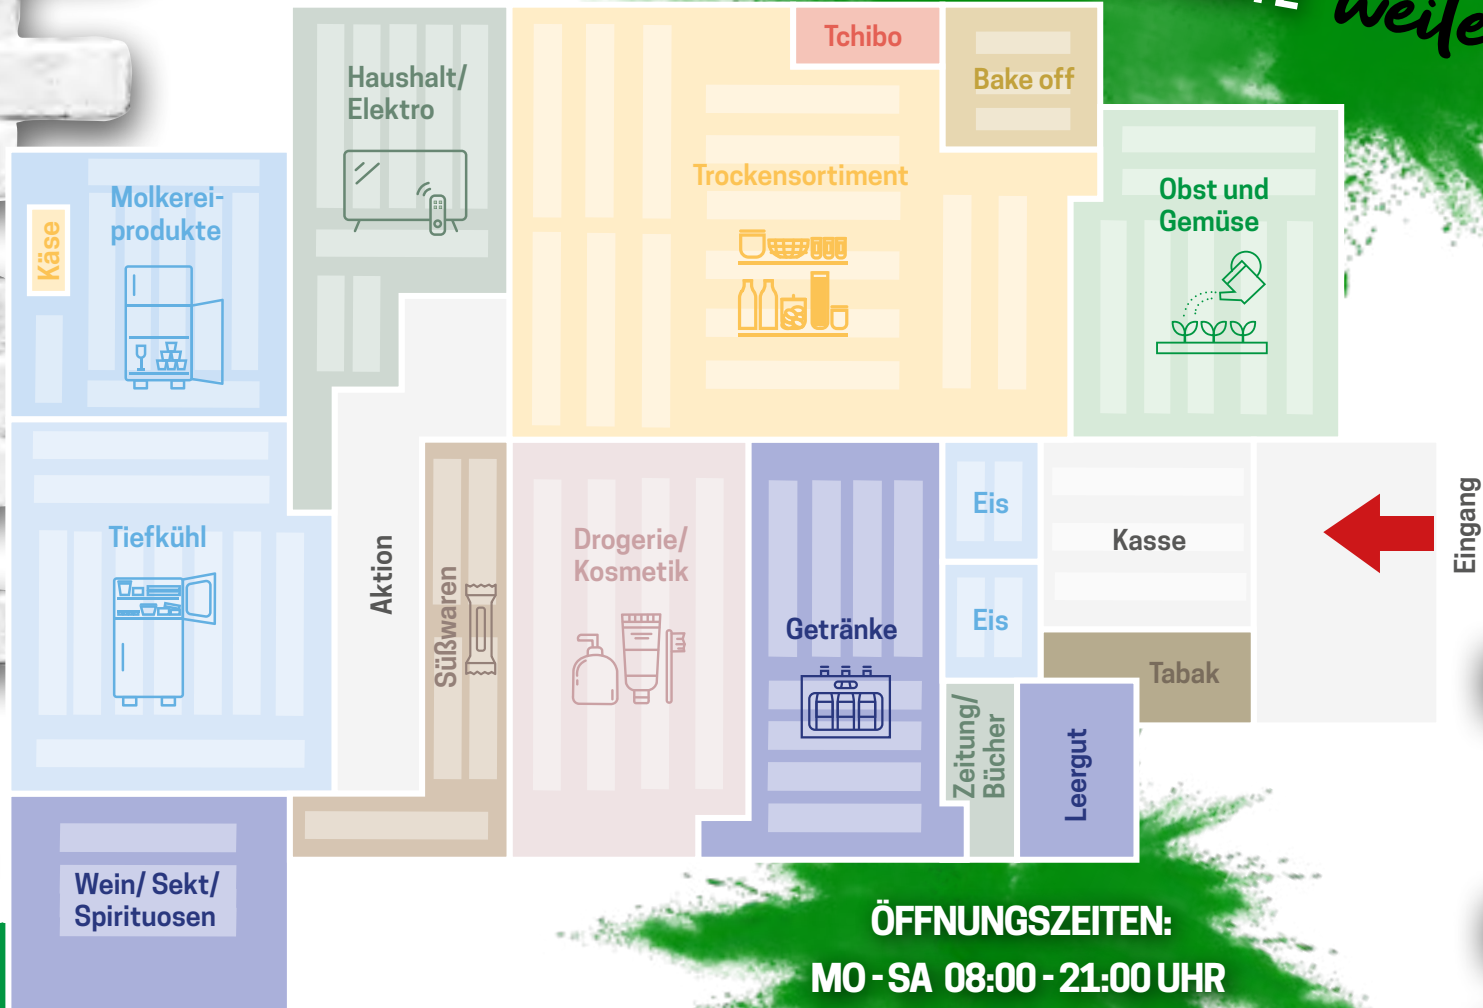 Weile
Tchibo
Haushalt/
Elektro
Bake off
Molkerei-
produkte
Käse
Trockensortiment
Obst und
Gemüse
Tiefkühl
Aktion
Süßwaren
Drogerie/
Kosmetik
Getränke
Eis
Eis
Kasse
Eingang
Tabak
Zeitung/
Bücher
Leergut
Wein/ Sekt/
Spirituosen
ÖFFNUNGSZEITEN:
MO - SA 08:00 - 21:00 UHR